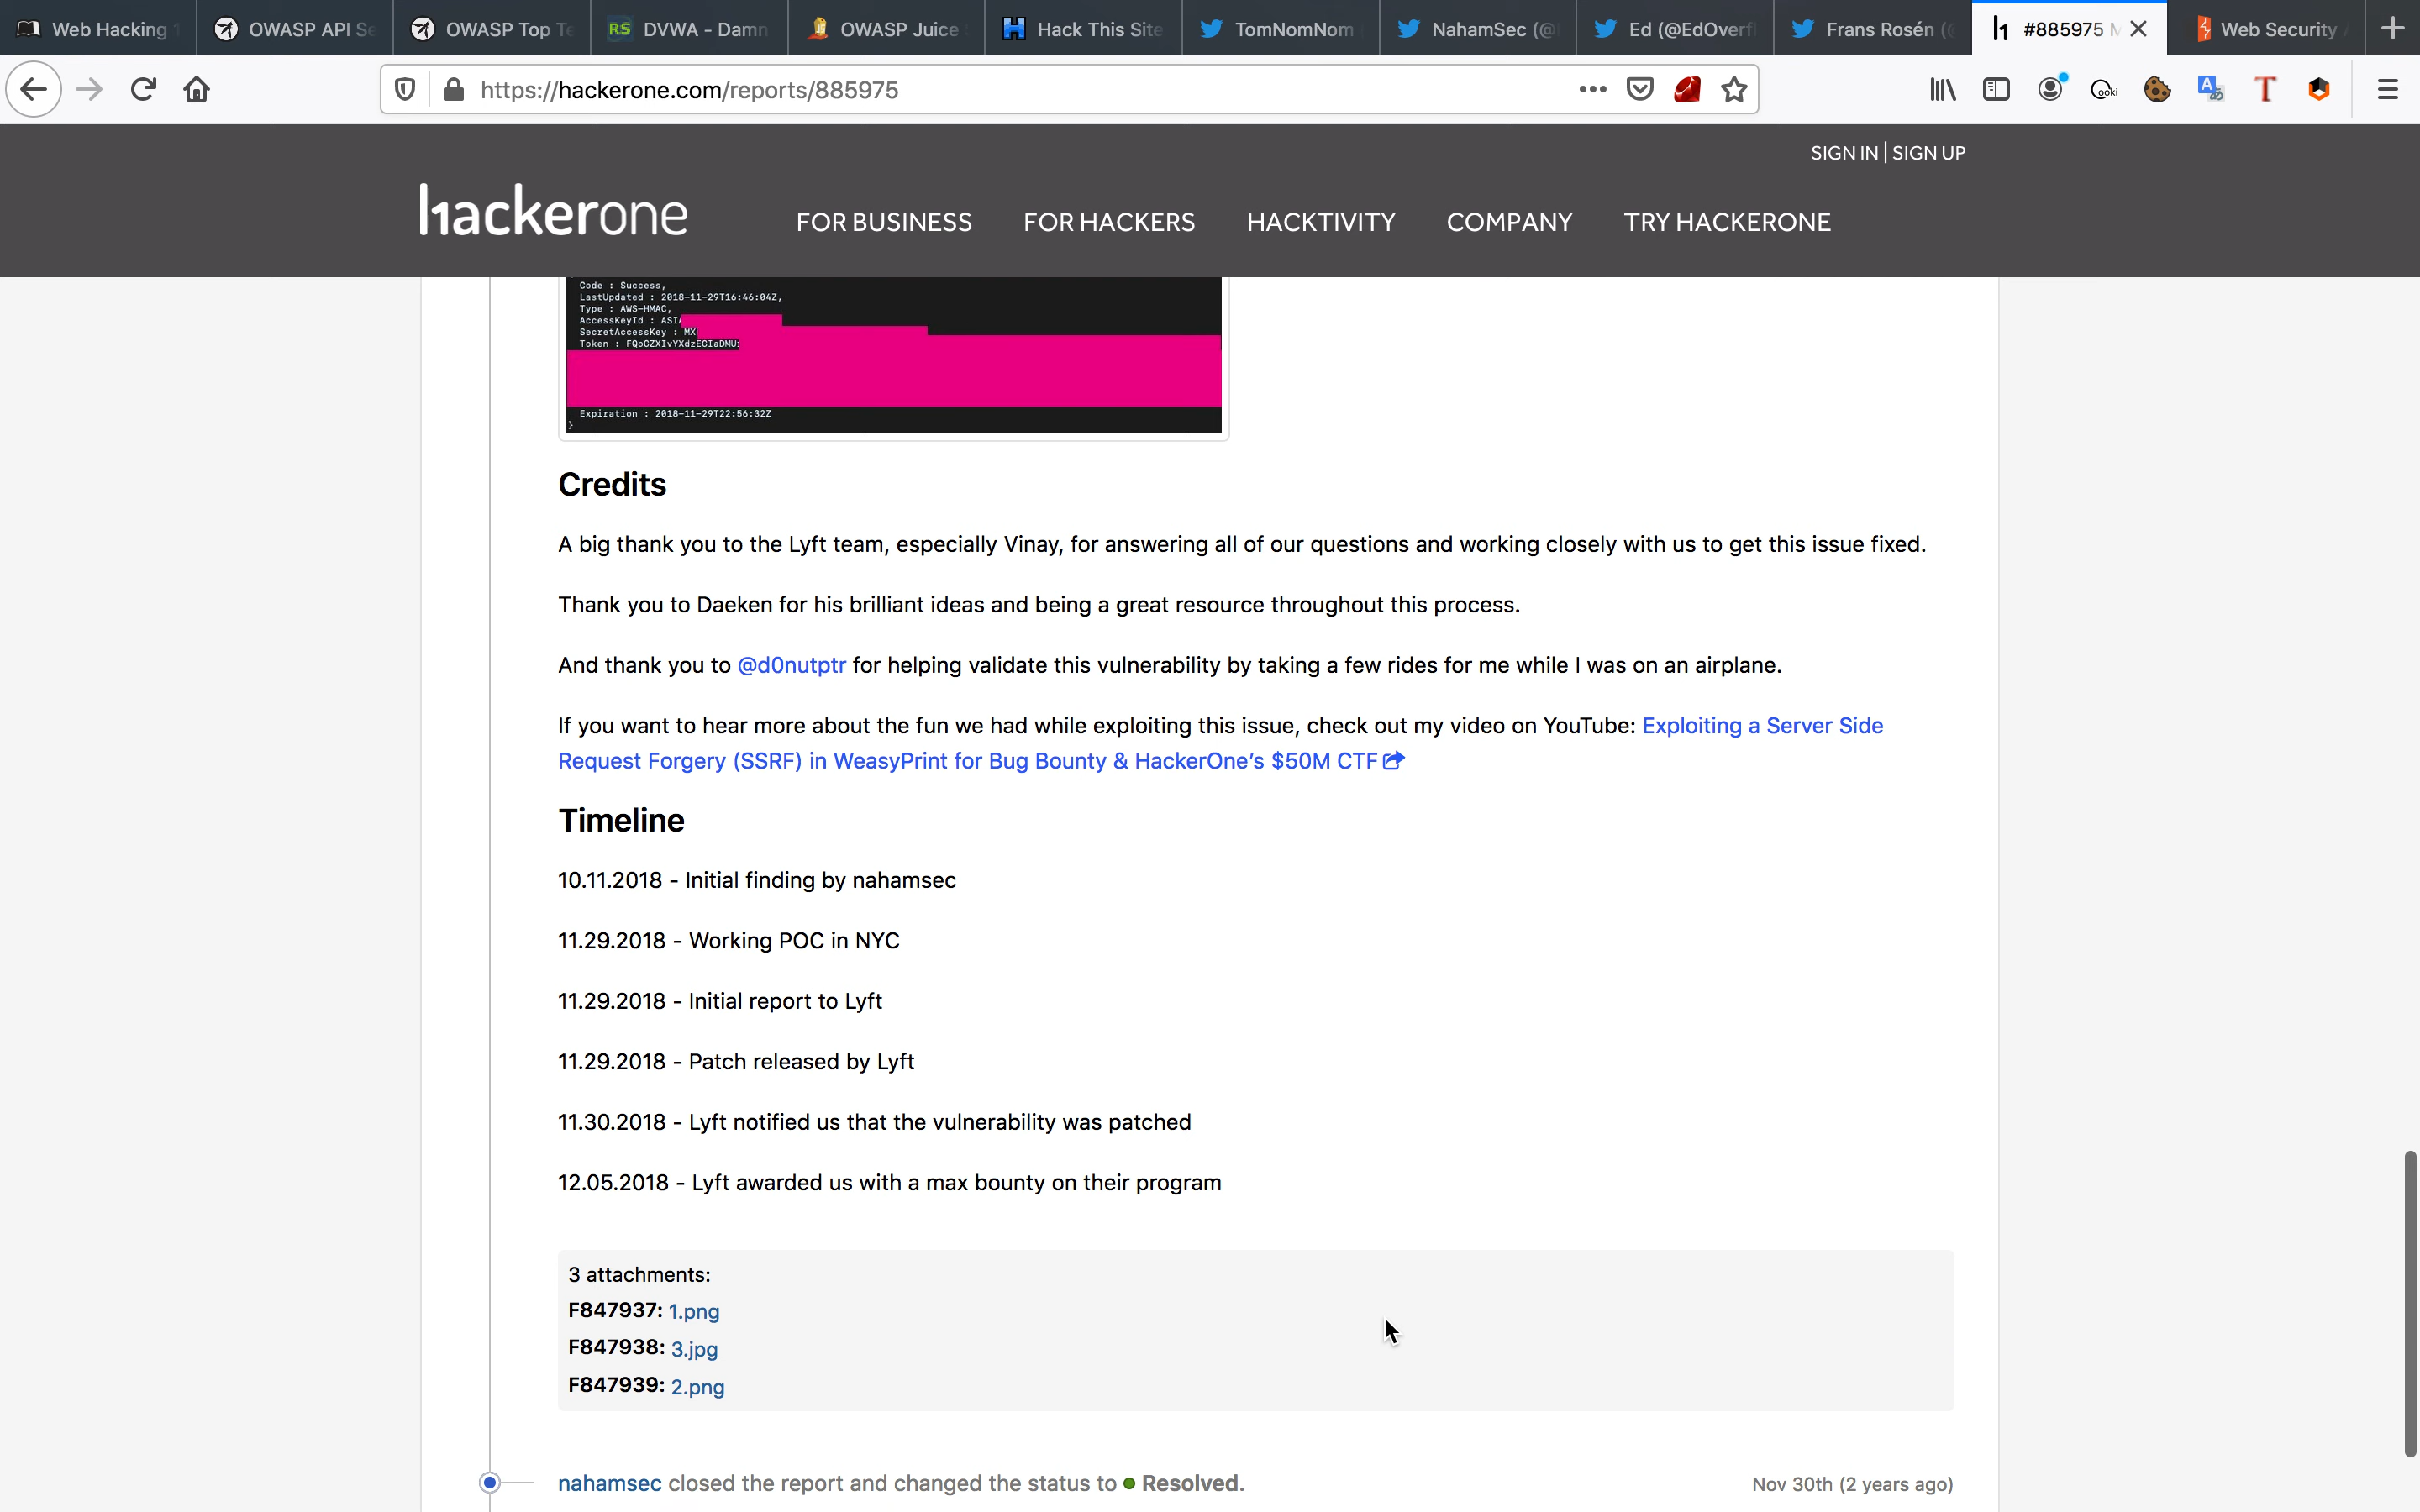 Web Hacking
OWASP API Se
OWASP Top Te
RS DVWA - Damn
OWASP Juice
Hack This Site
TomNomNom
NahamSec (@
Ed (@EdOverfl
Frans Rosén (@
#885975
Web Security
https://hackerone.com/reports/885975
SIGN IN | SIGN UP
hackerone
FOR BUSINESS
FOR HACKERS
HACKTIVITY
COMPANY
TRY HACKERONE
Code : Success,
LastUpdated : 2018-11-29T16:46:04Z,
Type : AWS-HMAC,
AccessKeyId : ASI
SecretAccessKey : MX
Token : FQoGZXIvYXdzEGIaDMU
Expiration : 2018-11-29T22:56:32Z
}
Credits
A big thank you to the Lyft team, especially Vinay, for answering all of our questions and working closely with us to get this issue fixed.
Thank you to Daeken for his brilliant ideas and being a great resource throughout this process.
And thank you to @d0nutptr for helping validate this vulnerability by taking a few rides for me while I was on an airplane.
If you want to hear more about the fun we had while exploiting this issue, check out my video on YouTube: Exploiting a Server Side
Request Forgery (SSRF) in WeasyPrint for Bug Bounty & HackerOne's $50M CTF
Timeline
10.11.2018 - Initial finding by nahamsec
11.29.2018 - Working POC in NYC
11.29.2018 - Initial report to Lyft
11.29.2018 - Patch released by Lyft
11.30.2018 - Lyft notified us that the vulnerability was patched
12.05.2018 - Lyft awarded us with a max bounty on their program
3 attachments:
F847937: 1.png
F847938: 3.jpg
F847939: 2.png
nahamsec closed the report and changed the status to Resolved.
Nov 30th (2 years ago)